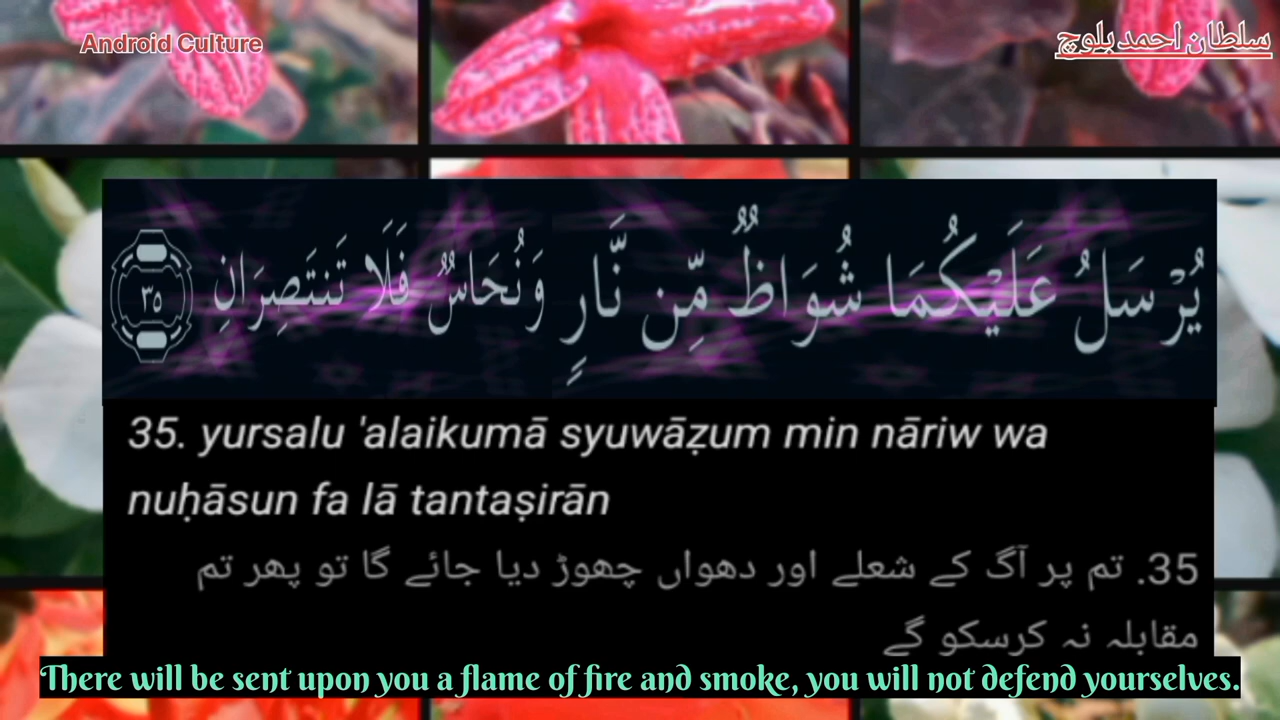 Android Culture
سلطان احمد بلوچ
يُرْسَلُ عَلَيْكُمَا شُوَاظٌ مِّن نَّارٍ وَنُحَاسٌ فَلَا تَنتَصِرَانِ ٣٥
35. yursalu 'alaikumā syuwāẓum min nāriw wa
nuḥāsun fa lā tantaṣirān
35. تم پر آگ کے شعلے اور دھواں چھوڑ دیا جائے گا تو پھر تم
مقابلہ نہ کرسکو گے
There will be sent upon you a flame of fire and smoke, you will not defend yourselves.